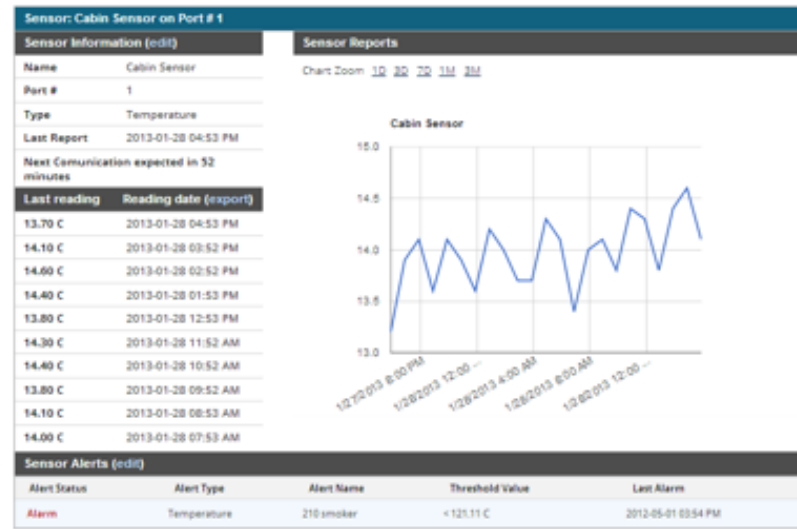 Sensor: Cabin Sensor on Port # 1
Sensor Information (edit)
Name Cabin Sensor
Port # 1
Type Temperature
Last Report 2013-01-28 04:53 PM
Next Comunication expected in 52
minutes
Last reading Reading date (export)
13.70 C 2013-01-28 04:53 PM
14.10 C 2013-01-28 03:52 PM
14.60 C 2013-01-28 02:52 PM
14.40 C 2013-01-28 01:53 PM
13.80 C 2013-01-28 12:53 PM
14.30 C 2013-01-28 11:52 AM
14.40 C 2013-01-28 10:52 AM
13.80 C 2013-01-28 09:52 AM
14.10 C 2013-01-28 08:53 AM
14.00 C 2013-01-28 07:53 AM
Sensor Reports
Chart Zoom 1D 3D 7D 1M 3M
Cabin Sensor
15.0
14.5
14.0
13.5
13.0
1/27/2013 8:00 PM
1/28/2013 12:00 ...
1/28/2013 4:00 AM
1/28/2013 8:00 AM
1/28/2013 12:00 ...
Sensor Alerts (edit)
Alert Status Alert Type Alert Name Threshold Value Last Alarm
Alarm Temperature 210 smoker < 121.11 C 2012-05-01 03:54 PM